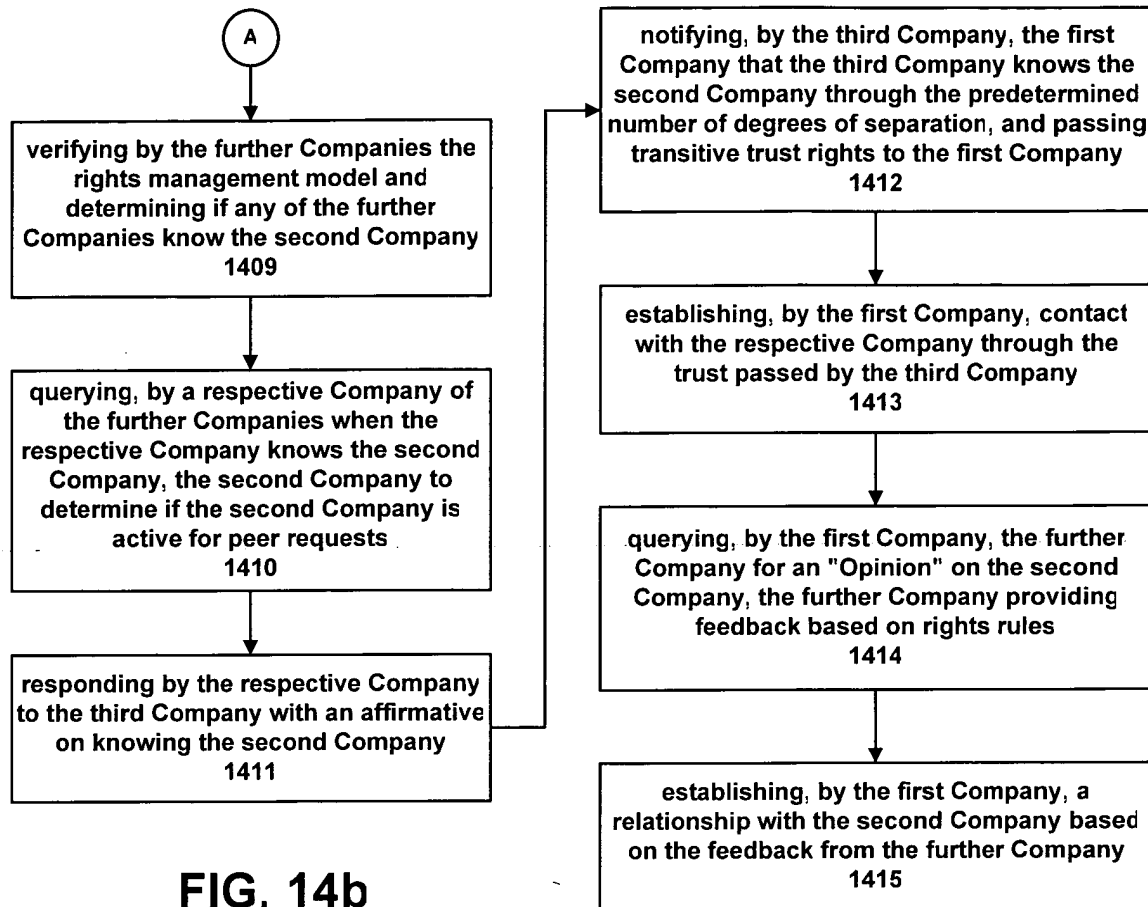 A
verifying by the further Companies the
rights management model and
determining if any of the further
Companies know the second Company
1409
querying, by a respective Company of
the further Companies when the
respective Company knows the second
Company, the second Company to
determine if the second Company is
active for peer requests
1410
responding by the respective Company
to the third Company with an affirmative
on knowing the second Company
1411
notifying, by the third Company, the first
Company that the third Company knows the
second Company through the predetermined
number of degrees of separation, and passing
transitive trust rights to the first Company
1412
establishing, by the first Company, contact
with the respective Company through the
trust passed by the third Company
1413
querying, by the first Company, the further
Company for an "Opinion" on the second
Company, the further Company providing
feedback based on rights rules
1414
establishing, by the first Company, a
relationship with the second Company based
on the feedback from the further Company
1415
FIG. 14b